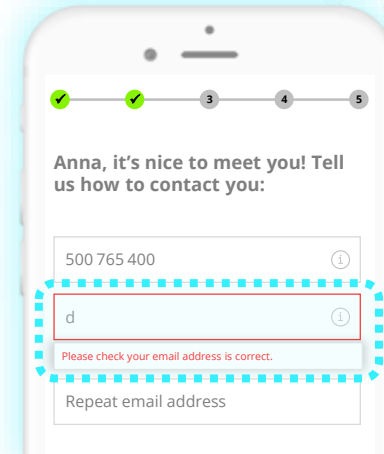 3 4 5
Anna, it's nice to meet you! Tell
us how to contact you:
500 765 400
d
Please check your email address is correct.
Repeat email address